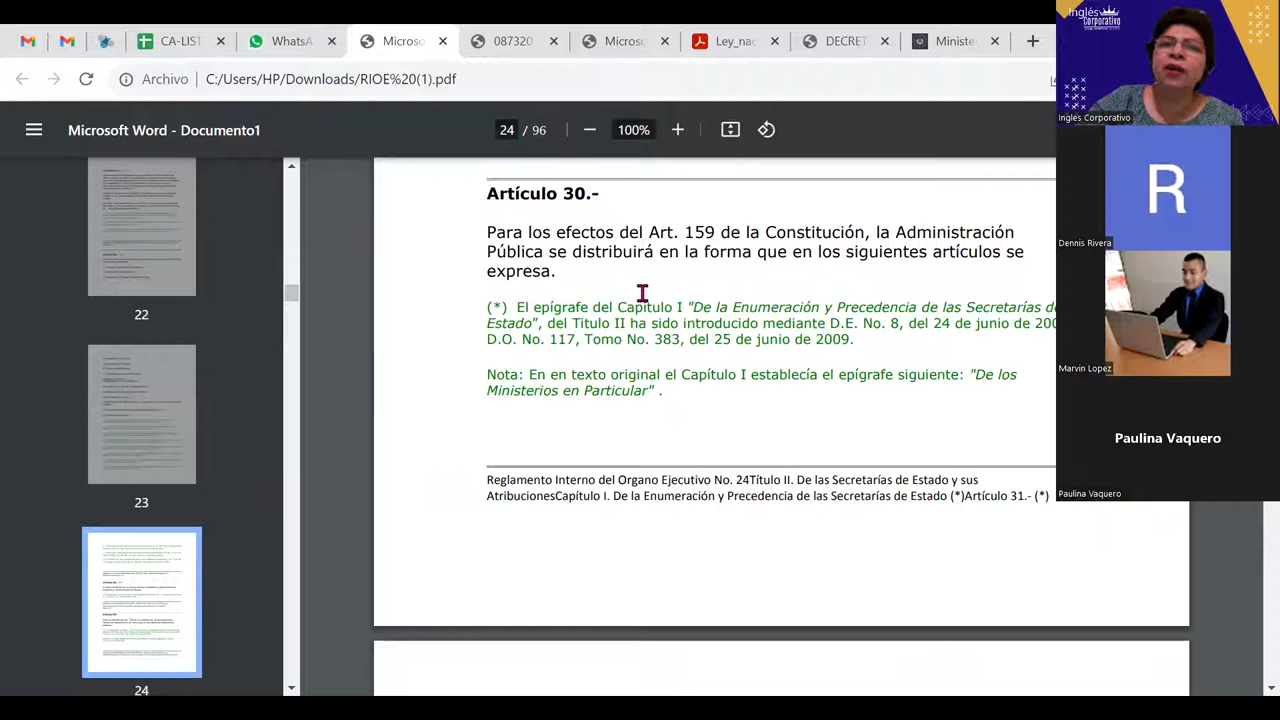 CA-LIST
WhatsA
Microso
087320
Microso
Ley_nac
DECRET
Ministe
Archivo
C:/Users/HP/Downloads/RIOE%20(1).pdf
Microsoft Word - Documento1
24 / 96
100%
Artículo 30.-
Para los efectos del Art. 159 de la Constitución, la Administración
Pública se distribuirá en la forma que en los siguientes artículos se
expresa.
(*) El epígrafe del Capitulo I "De la Enumeración y Precedencia de las Secretarías de
Estado", del Titulo II ha sido introducido mediante D.E. No. 8, del 24 de junio de 200
D.O. No. 117, Tomo No. 383, del 25 de junio de 2009.
Nota: En en texto original el Capítulo I establecia el epígrafe siguiente: "De los
Ministerios en Particular" .
Reglamento Interno del Organo Ejecutivo No. 24Título II. De las Secretarías de Estado y sus
AtribucionesCapítulo I. De la Enumeración y Precedencia de las Secretarías de Estado (*)Artículo 31.- (*)
22
23
24
Inglés
Corporativo
Inglés Corporativo
R
Dennis Rivera
Marvin Lopez
Paulina Vaquero
Paulina Vaquero